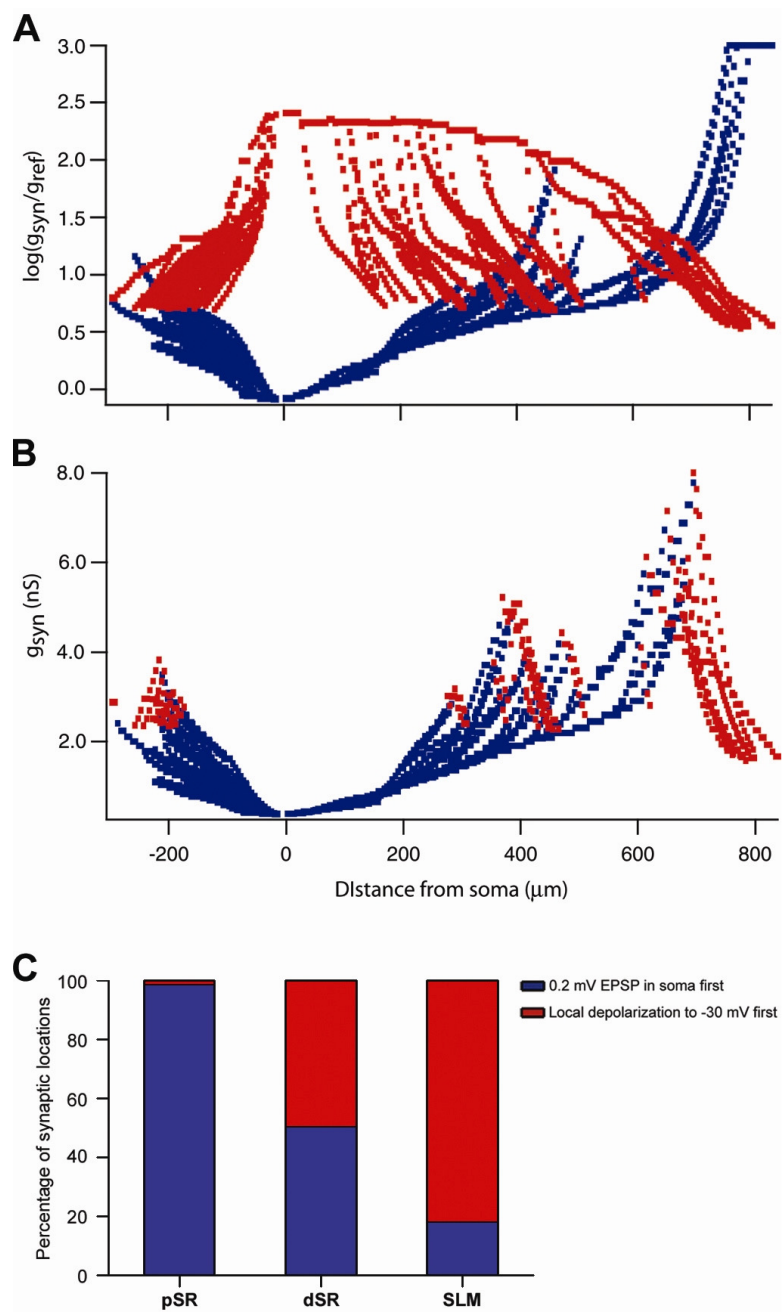 A
3.0
2.5
2.0
1.5
1.0
0.5
0.0
log(gsyn/gref)
B
8.0
6.0
4.0
2.0
gsyn (nS)
-200 0 200 400 600 800
DIstance from soma (μm)
C
100
80
60
40
20
0
Percentage of synaptic locations
pSR dSR SLM
0.2 mV EPSP in soma first
Local depolarization to -30 mV first